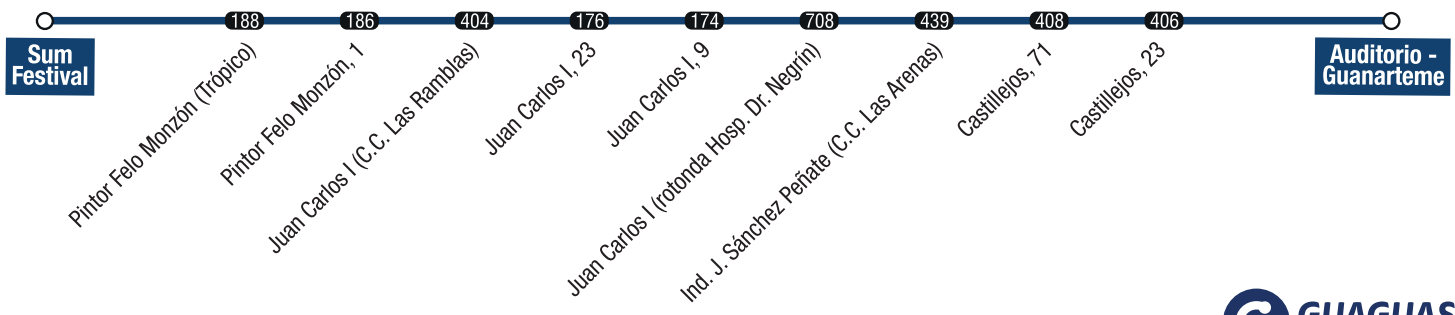 188 186 404 176 174 708 439 408 406
Sum
Festival
Pintor Felo Monzón (Trópico)
Pintor Felo Monzón, 1
Juan Carlos I (C.C. Las Ramblas)
Juan Carlos I, 23
Juan Carlos I, 9
Juan Carlos I (rotonda Hosp. Dr. Negrín)
Ind. J. Sánchez Peñate (C.C. Las Arenas)
Castillejos, 71
Castillejos, 23
Auditorio -
Guanarteme
GUAGUAS